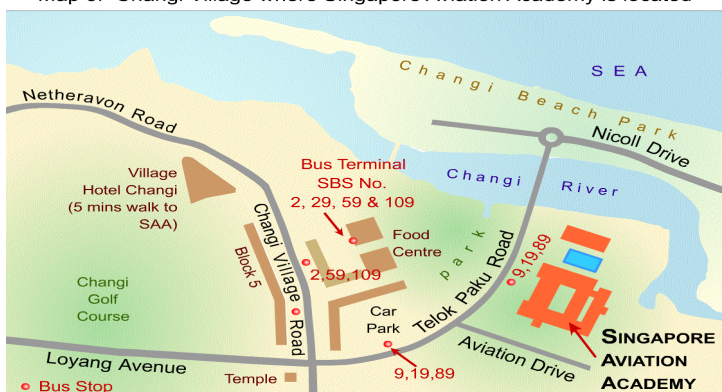 Map of Changi Village where Singapore Aviation Academy is located
SEA
Changi Beach Park
Netheravon Road
Nicoll Drive
Bus Terminal
SBS No.
2, 29, 59 & 109
Village
Hotel Changi
(5 mins walk to
SAA)
Changi River
Changi Village Road
Block 5
Food
Centre
park
2,59,109
9,19,89
Telok Paku Road
Changi
Golf
Course
Car
Park
SINGAPORE
AVIATION
ACADEMY
Aviation Drive
Loyang Avenue
9,19,89
Temple
Bus Stop